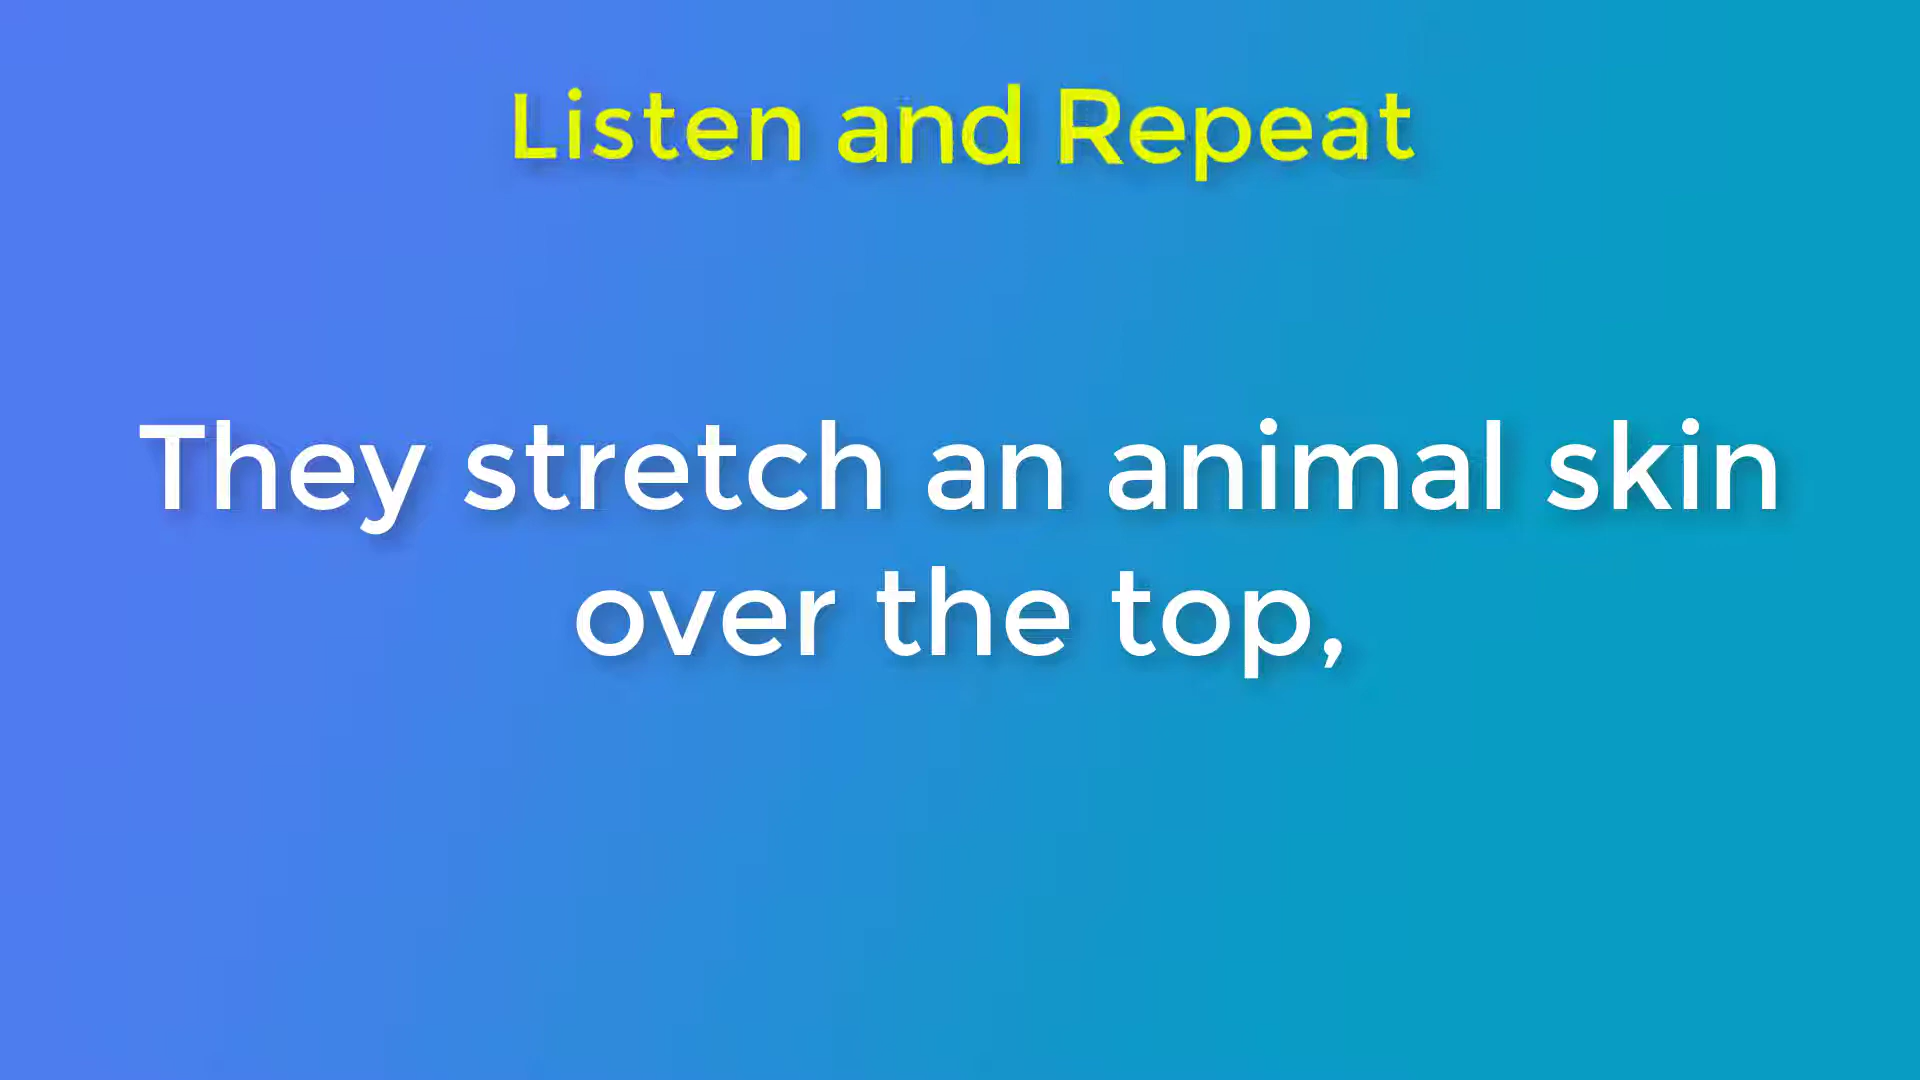 Listen and Repeat
They stretch an animal skin
over the top,